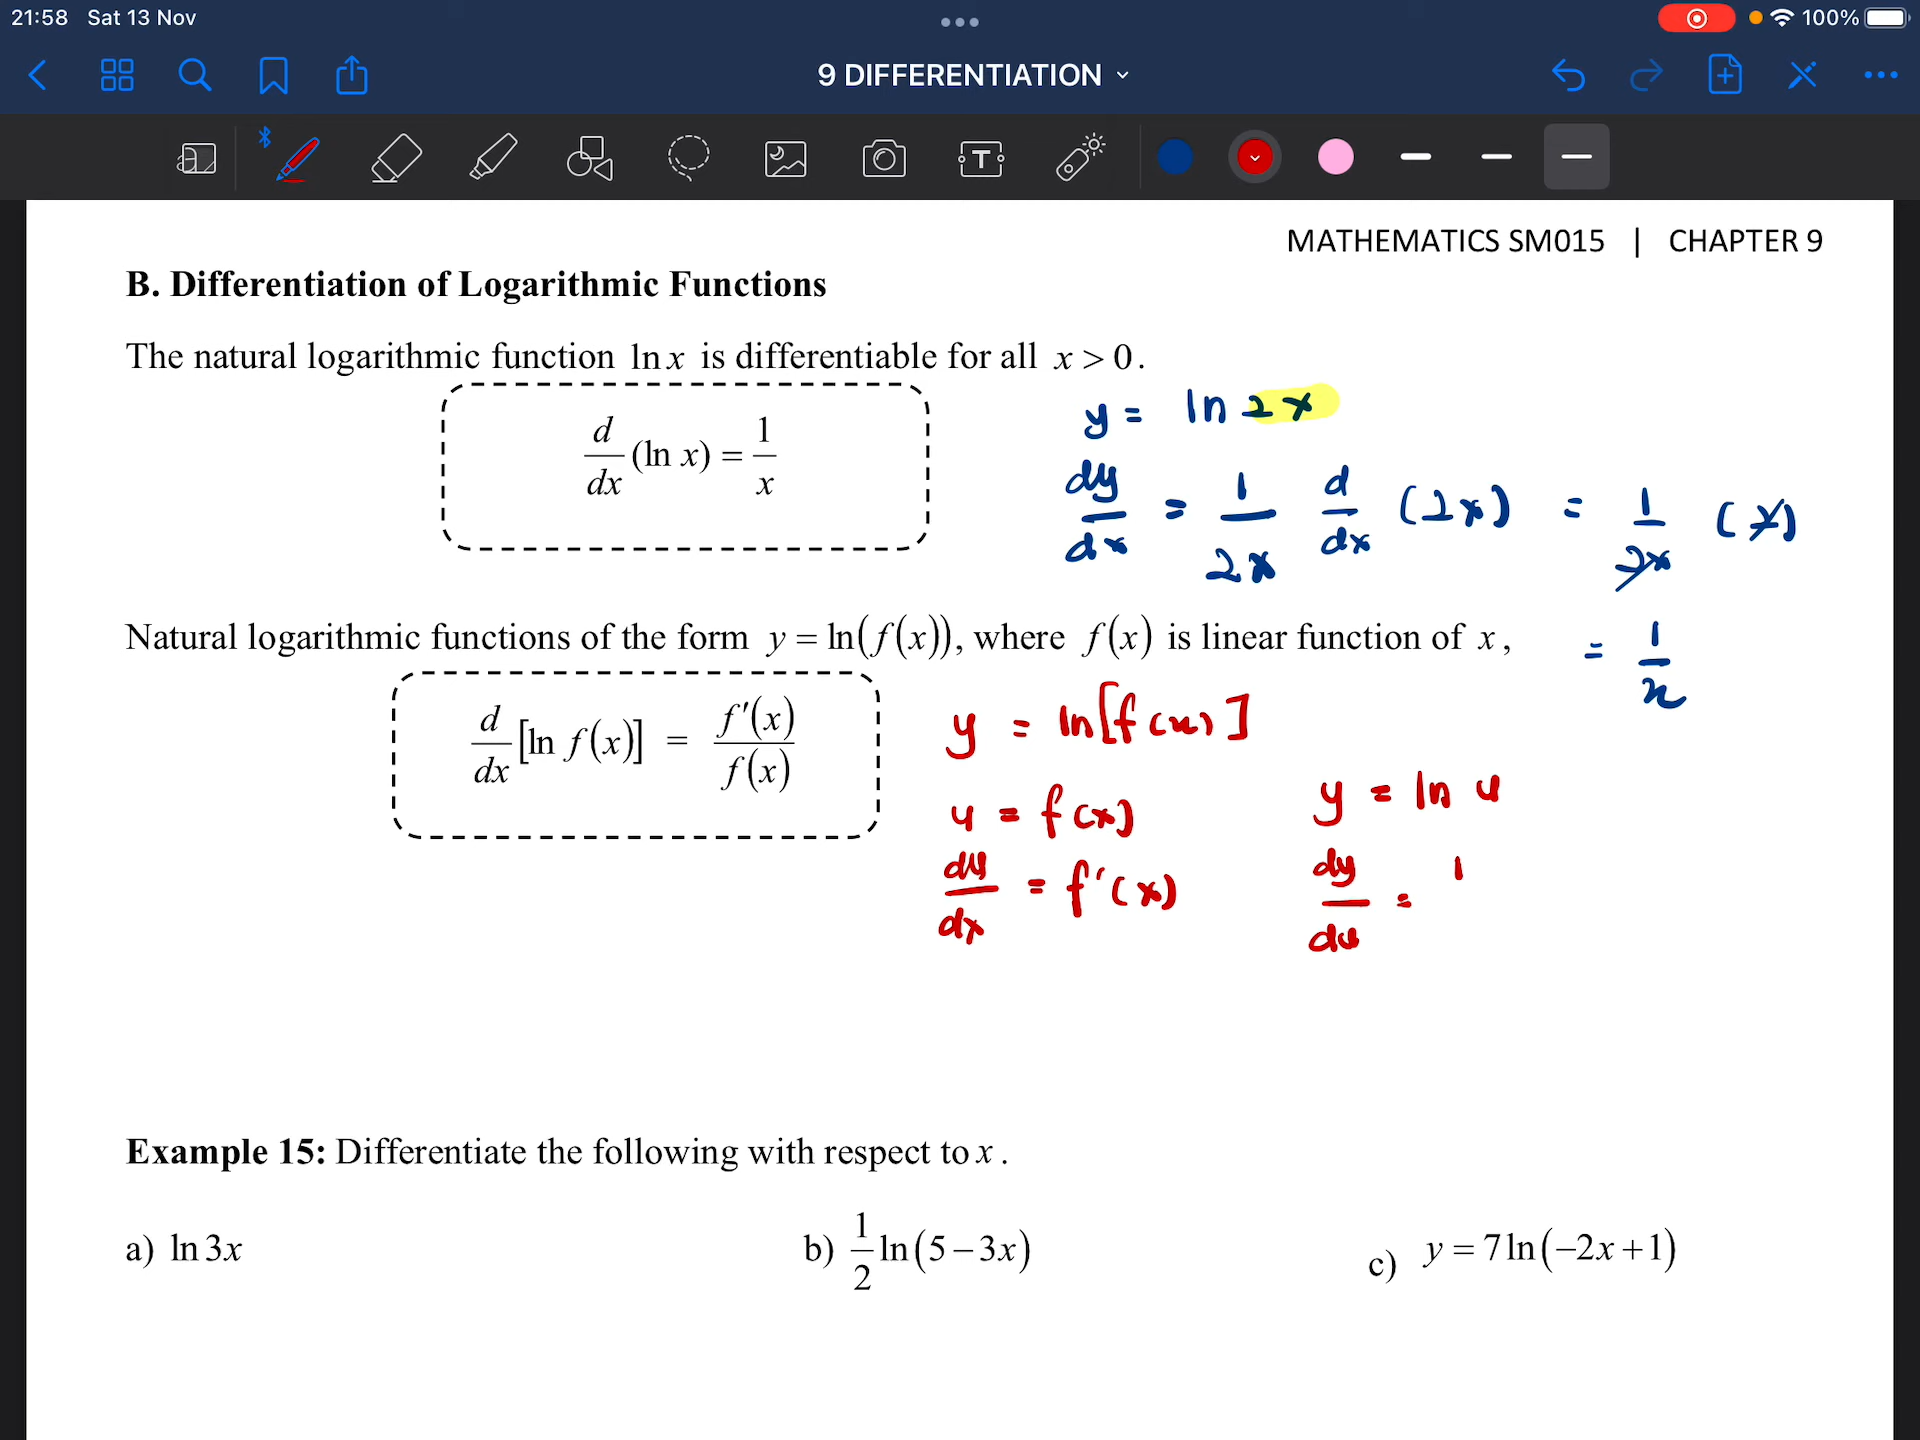 21:58 Sat 13 Nov
100%
9 DIFFERENTIATION
MATHEMATICS SM015 | CHAPTER 9
B. Differentiation of Logarithmic Functions
The natural logarithmic function ln x is differentiable for all x > 0.
d/dx (ln x) = 1/x
y = ln 2x
dy/dx = 1/2x d/dx (2x) = 1/2x (2)
= 1/x
Natural logarithmic functions of the form y = ln(f(x)), where f(x) is linear function of x,
d/dx [ln f(x)] = f'(x)/f(x)
y = ln[f(x)]
u = f(x)
y = ln u
du/dx = f'(x)
dy/du = 1
Example 15: Differentiate the following with respect to x.
a) ln 3x
b) 1/2 ln(5 – 3x)
c) y = 7 ln(–2x + 1)